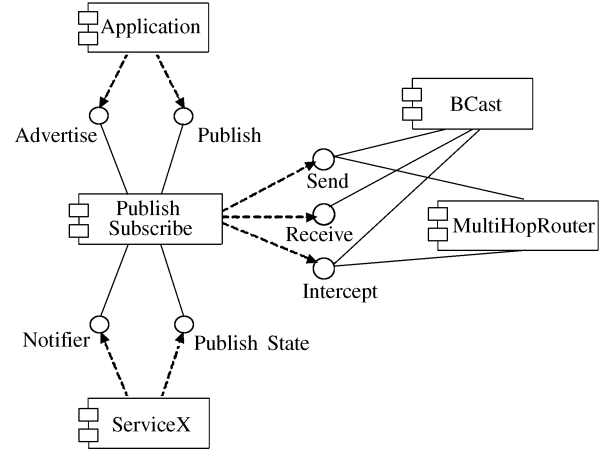 Application
BCast
Advertise
Publish
Send
Publish
Subscribe
Receive
MultiHopRouter
Intercept
Notifier
Publish State
ServiceX